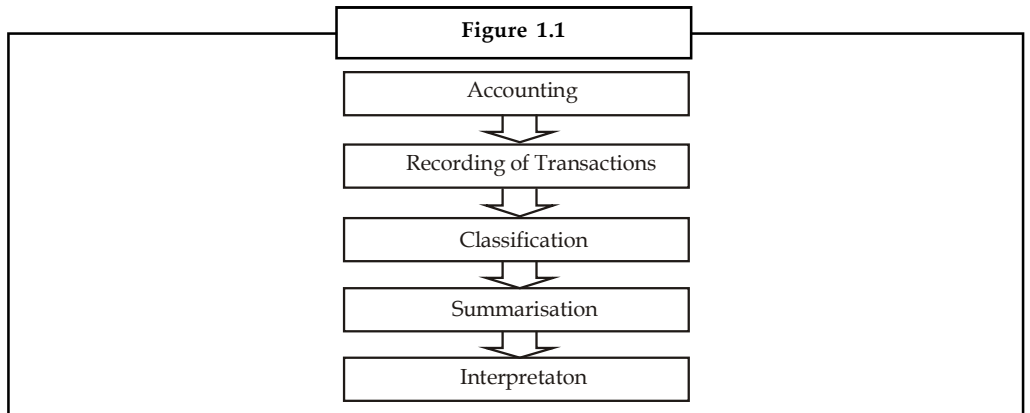 Figure 1.1
Accounting
Recording of Transactions
Classification
Summarisation
Interpretaton